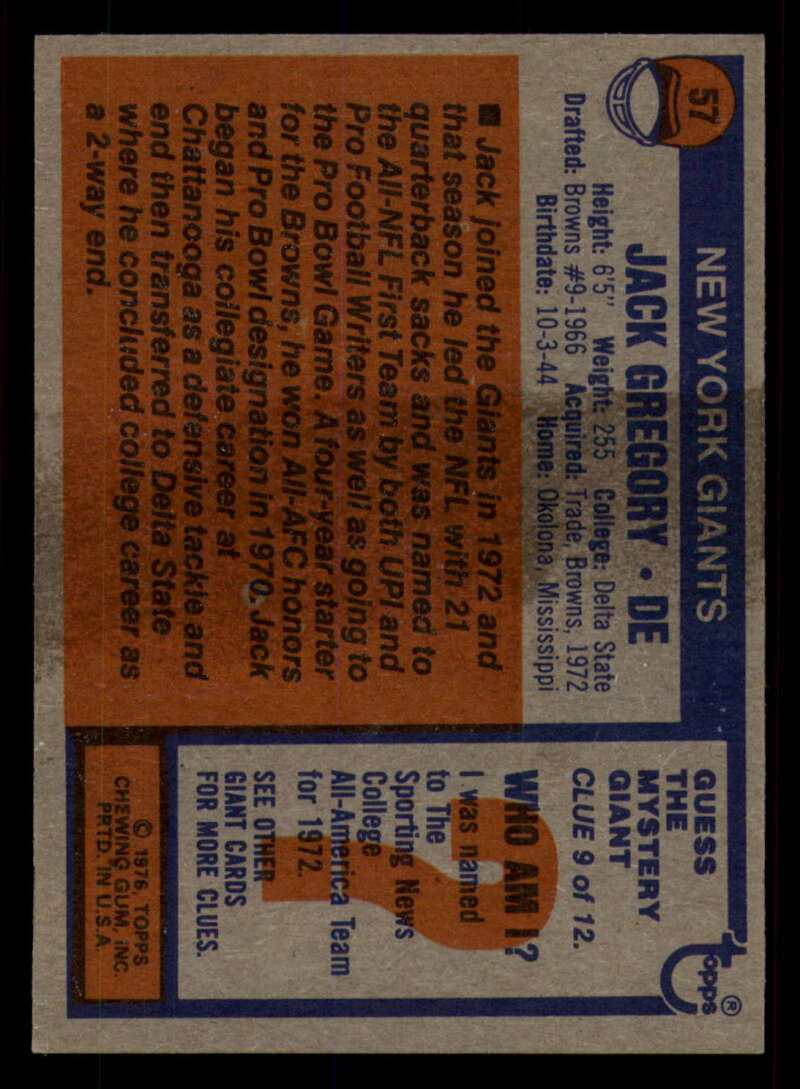 57
NEW YORK GIANTS
JACK GREGORY • DE
Height: 6'5" Weight: 255 College: Delta State
Drafted: Browns #9-1966 Acquired: Trade, Browns, 1972
Birthdate: 10-3-44 Home: Okolona, Mississippi
■ Jack joined the Giants in 1972 and
that season he led the NFL with 21
quarterback sacks and was named to
the All-NFL First Team by both UPI and
Pro Football Writers as well as going to
the Pro Bowl Game. A four-year starter
for the Browns, he won All-AFC honors
and Pro Bowl designation in 1970. Jack
began his collegiate career at
Chattanooga as a defensive tackle and
end then transferred to Delta State
where he concluded college career as
a 2-way end.
topps®
GUESS
THE
MYSTERY
GIANT
CLUE 9 of 12.
?
WHO AM I?
I was named
to The
Sporting News
College
All-America Team
for 1972.
SEE OTHER
GIANT CARDS
FOR MORE CLUES.
© 1976, TOPPS
CHEWING GUM, INC.
PRTD. IN U.S.A.